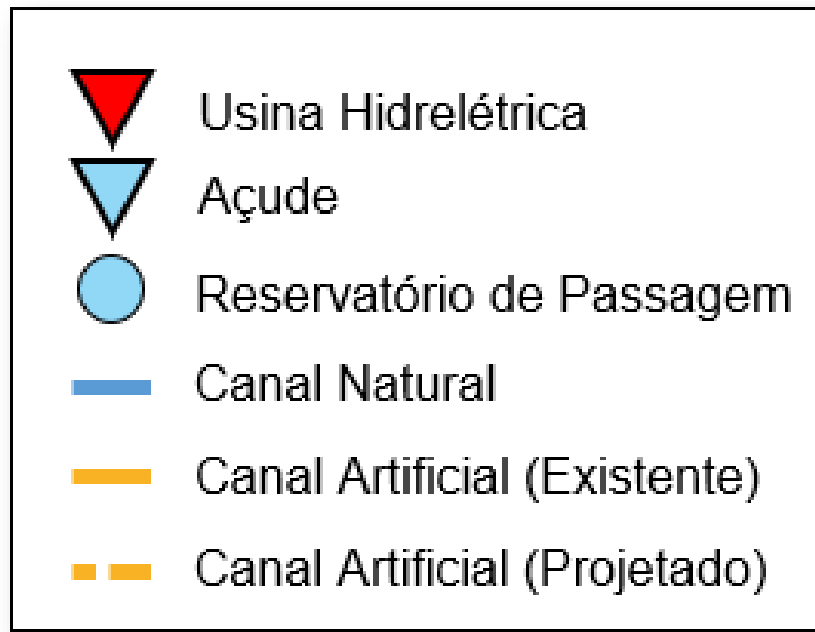 Usina Hidrelétrica
Açude
Reservatório de Passagem
Canal Natural
Canal Artificial (Existente)
Canal Artificial (Projetado)